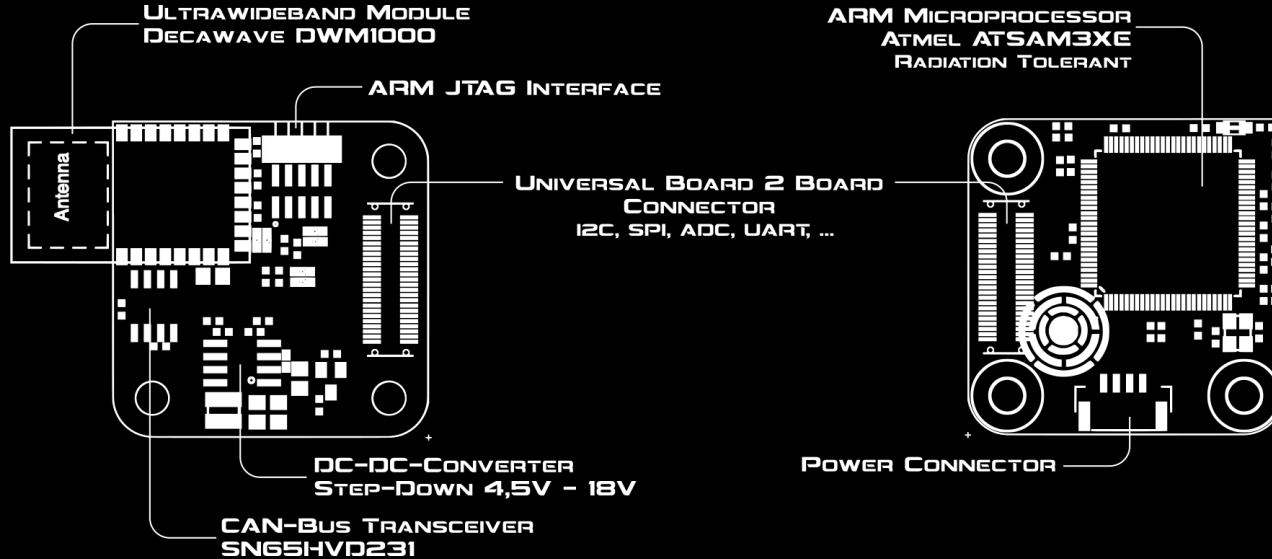 Ultrawideband Module
Decawave DWM1000
ARM JTAG Interface
Antenna
Universal Board 2 Board
Connector
I2C, SPI, ADC, UART, ...
ARM Microprocessor
Atmel ATSAM3XE
Radiation Tolerant
DC-DC-Converter
Step-Down 4,5V - 18V
CAN-Bus Transceiver
SN65HVD231
Power Connector